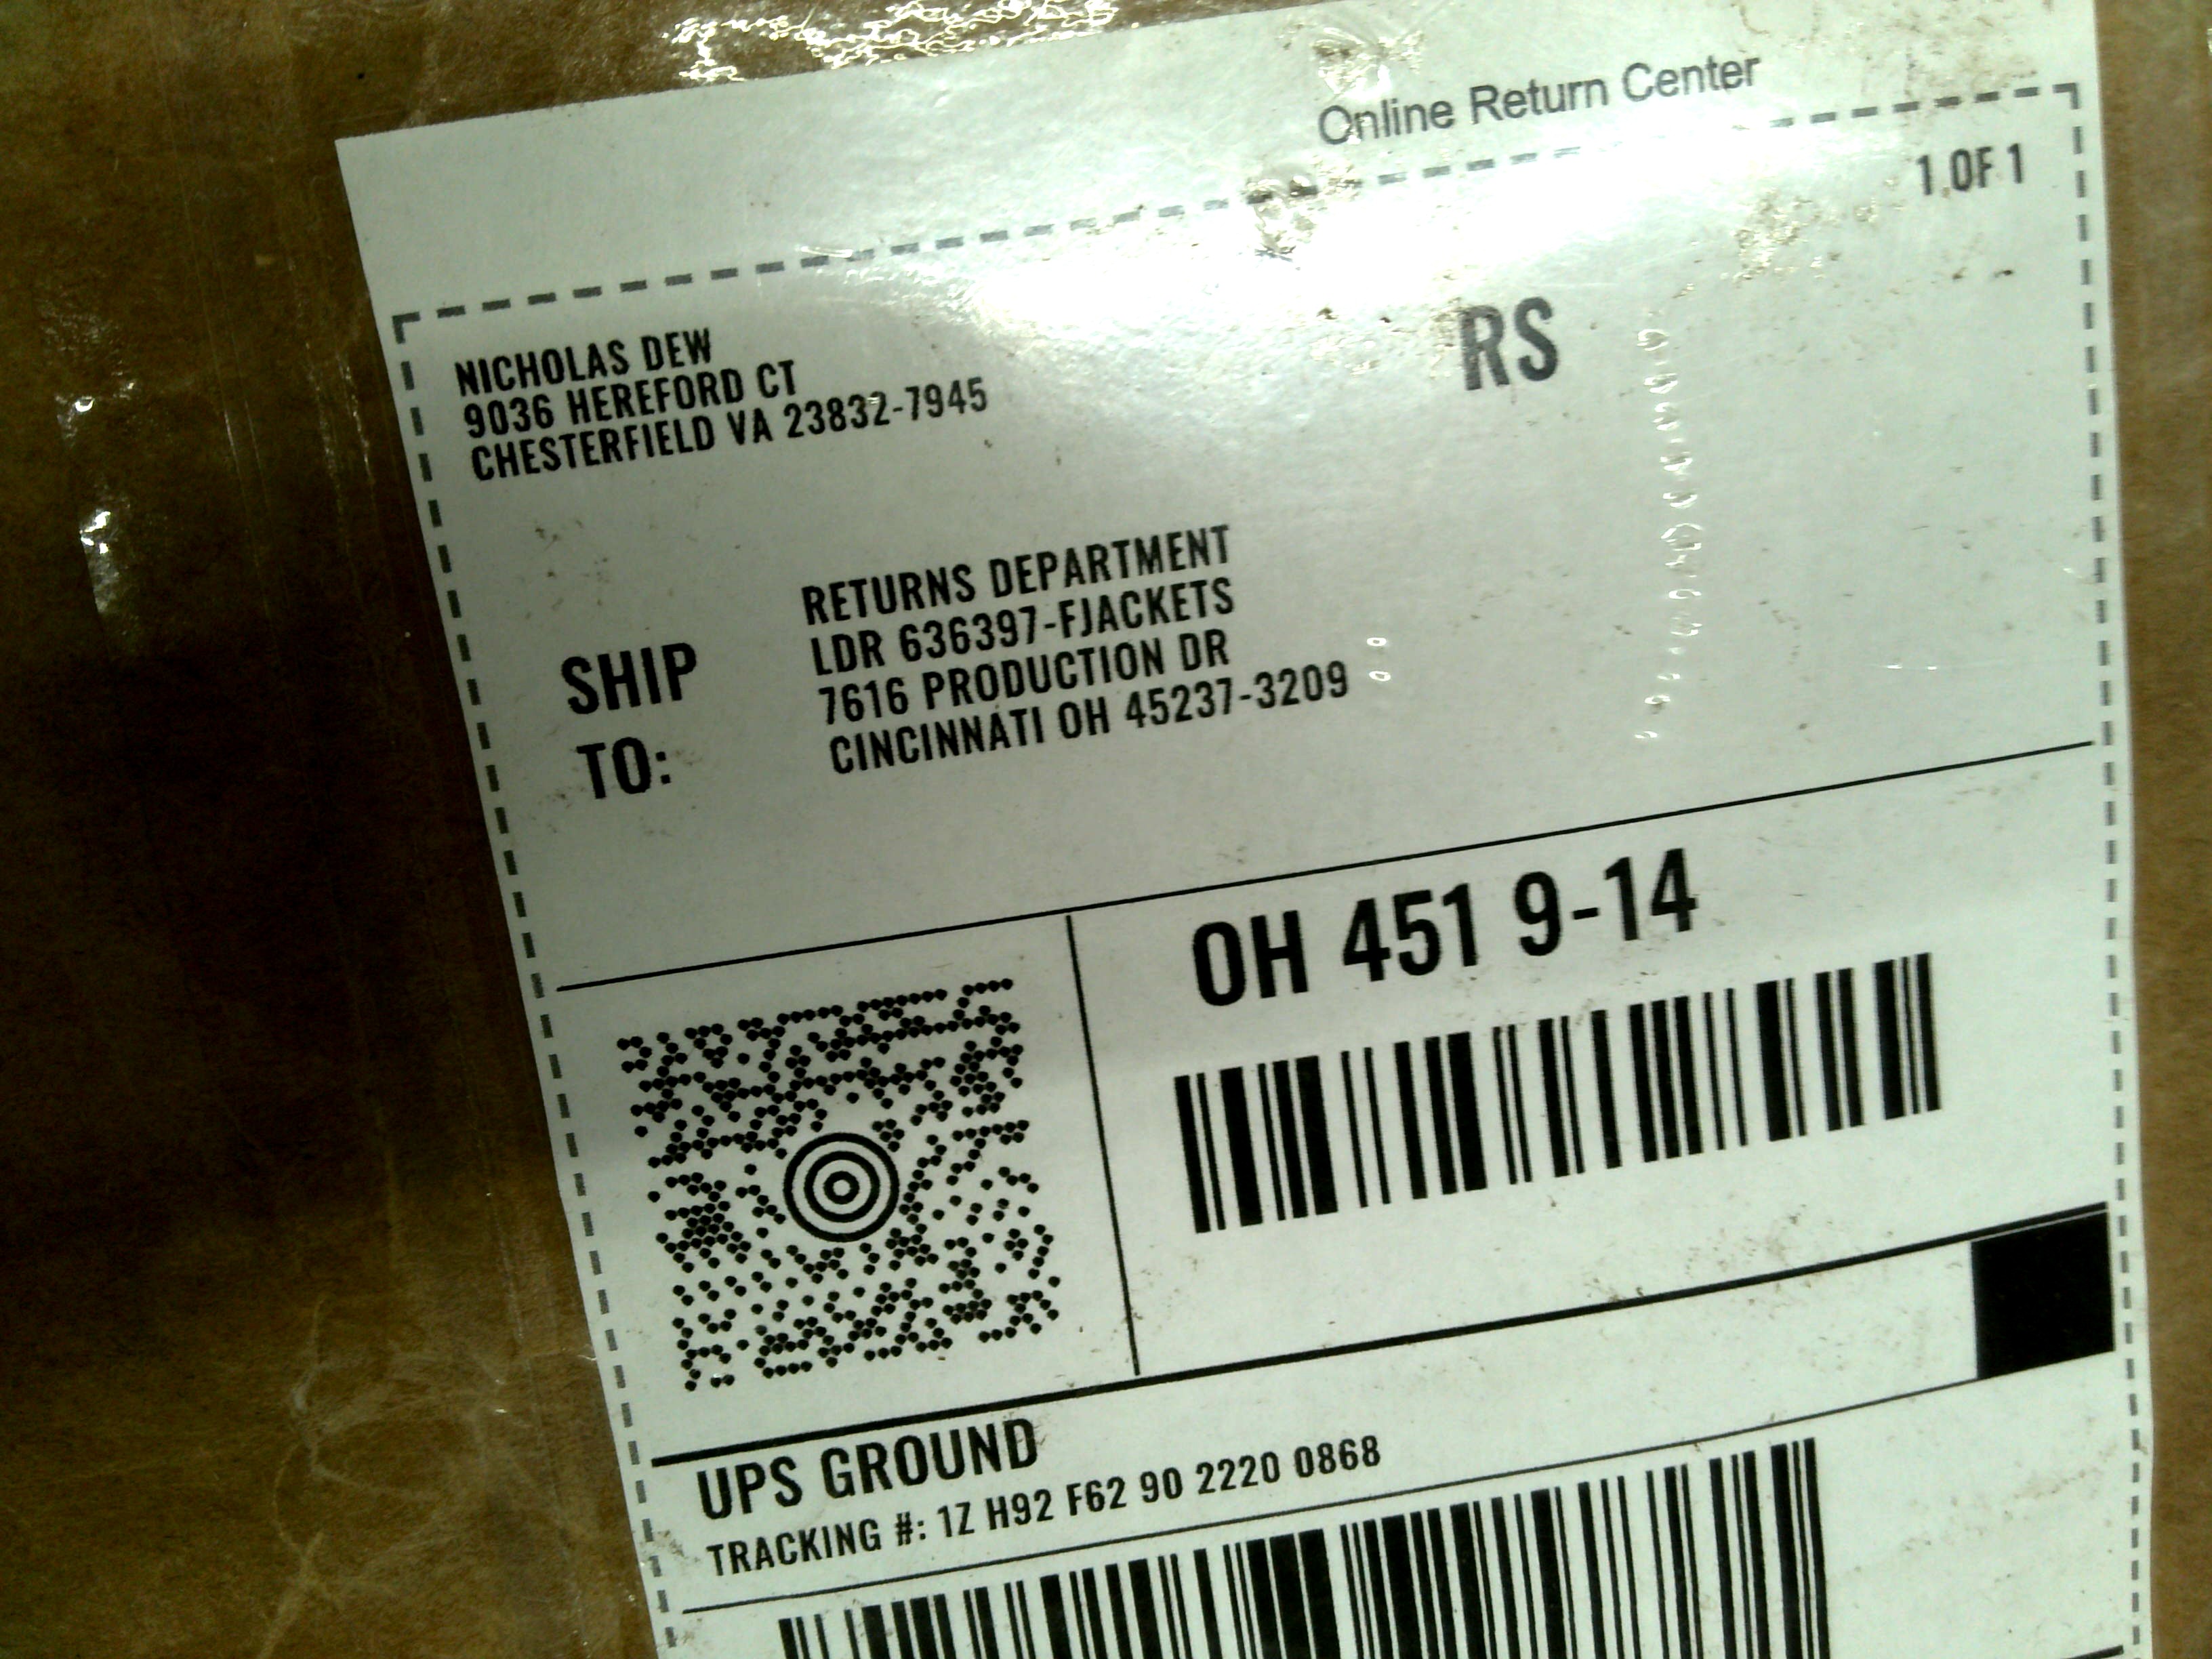 Online Return Center
1 OF 1
NICHOLAS DEW
9036 HEREFORD CT
CHESTERFIELD VA 23832-7945
RS
SHIP TO:
RETURNS DEPARTMENT
LDR 636397-FJACKETS
7616 PRODUCTION DR
CINCINNATI OH 45237-3209
OH 451 9-14
UPS GROUND
TRACKING #: 1Z H92 F62 90 2220 0868